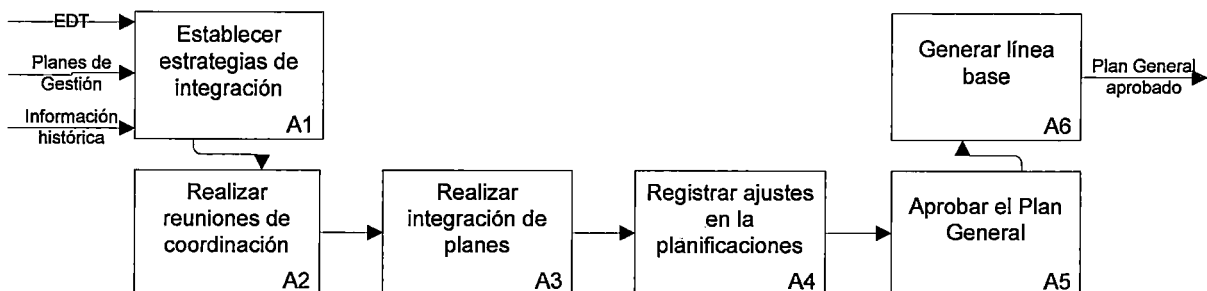 EDT
Planes de
Gestión
Información
histórica
Establecer
estrategias de
integración
A1
Realizar
reuniones de
coordinación
A2
Realizar
integración de
planes
A3
Registrar ajustes
en la
planificaciones
A4
Aprobar el Plan
General
A5
Generar línea
base
A6
Plan General
aprobado